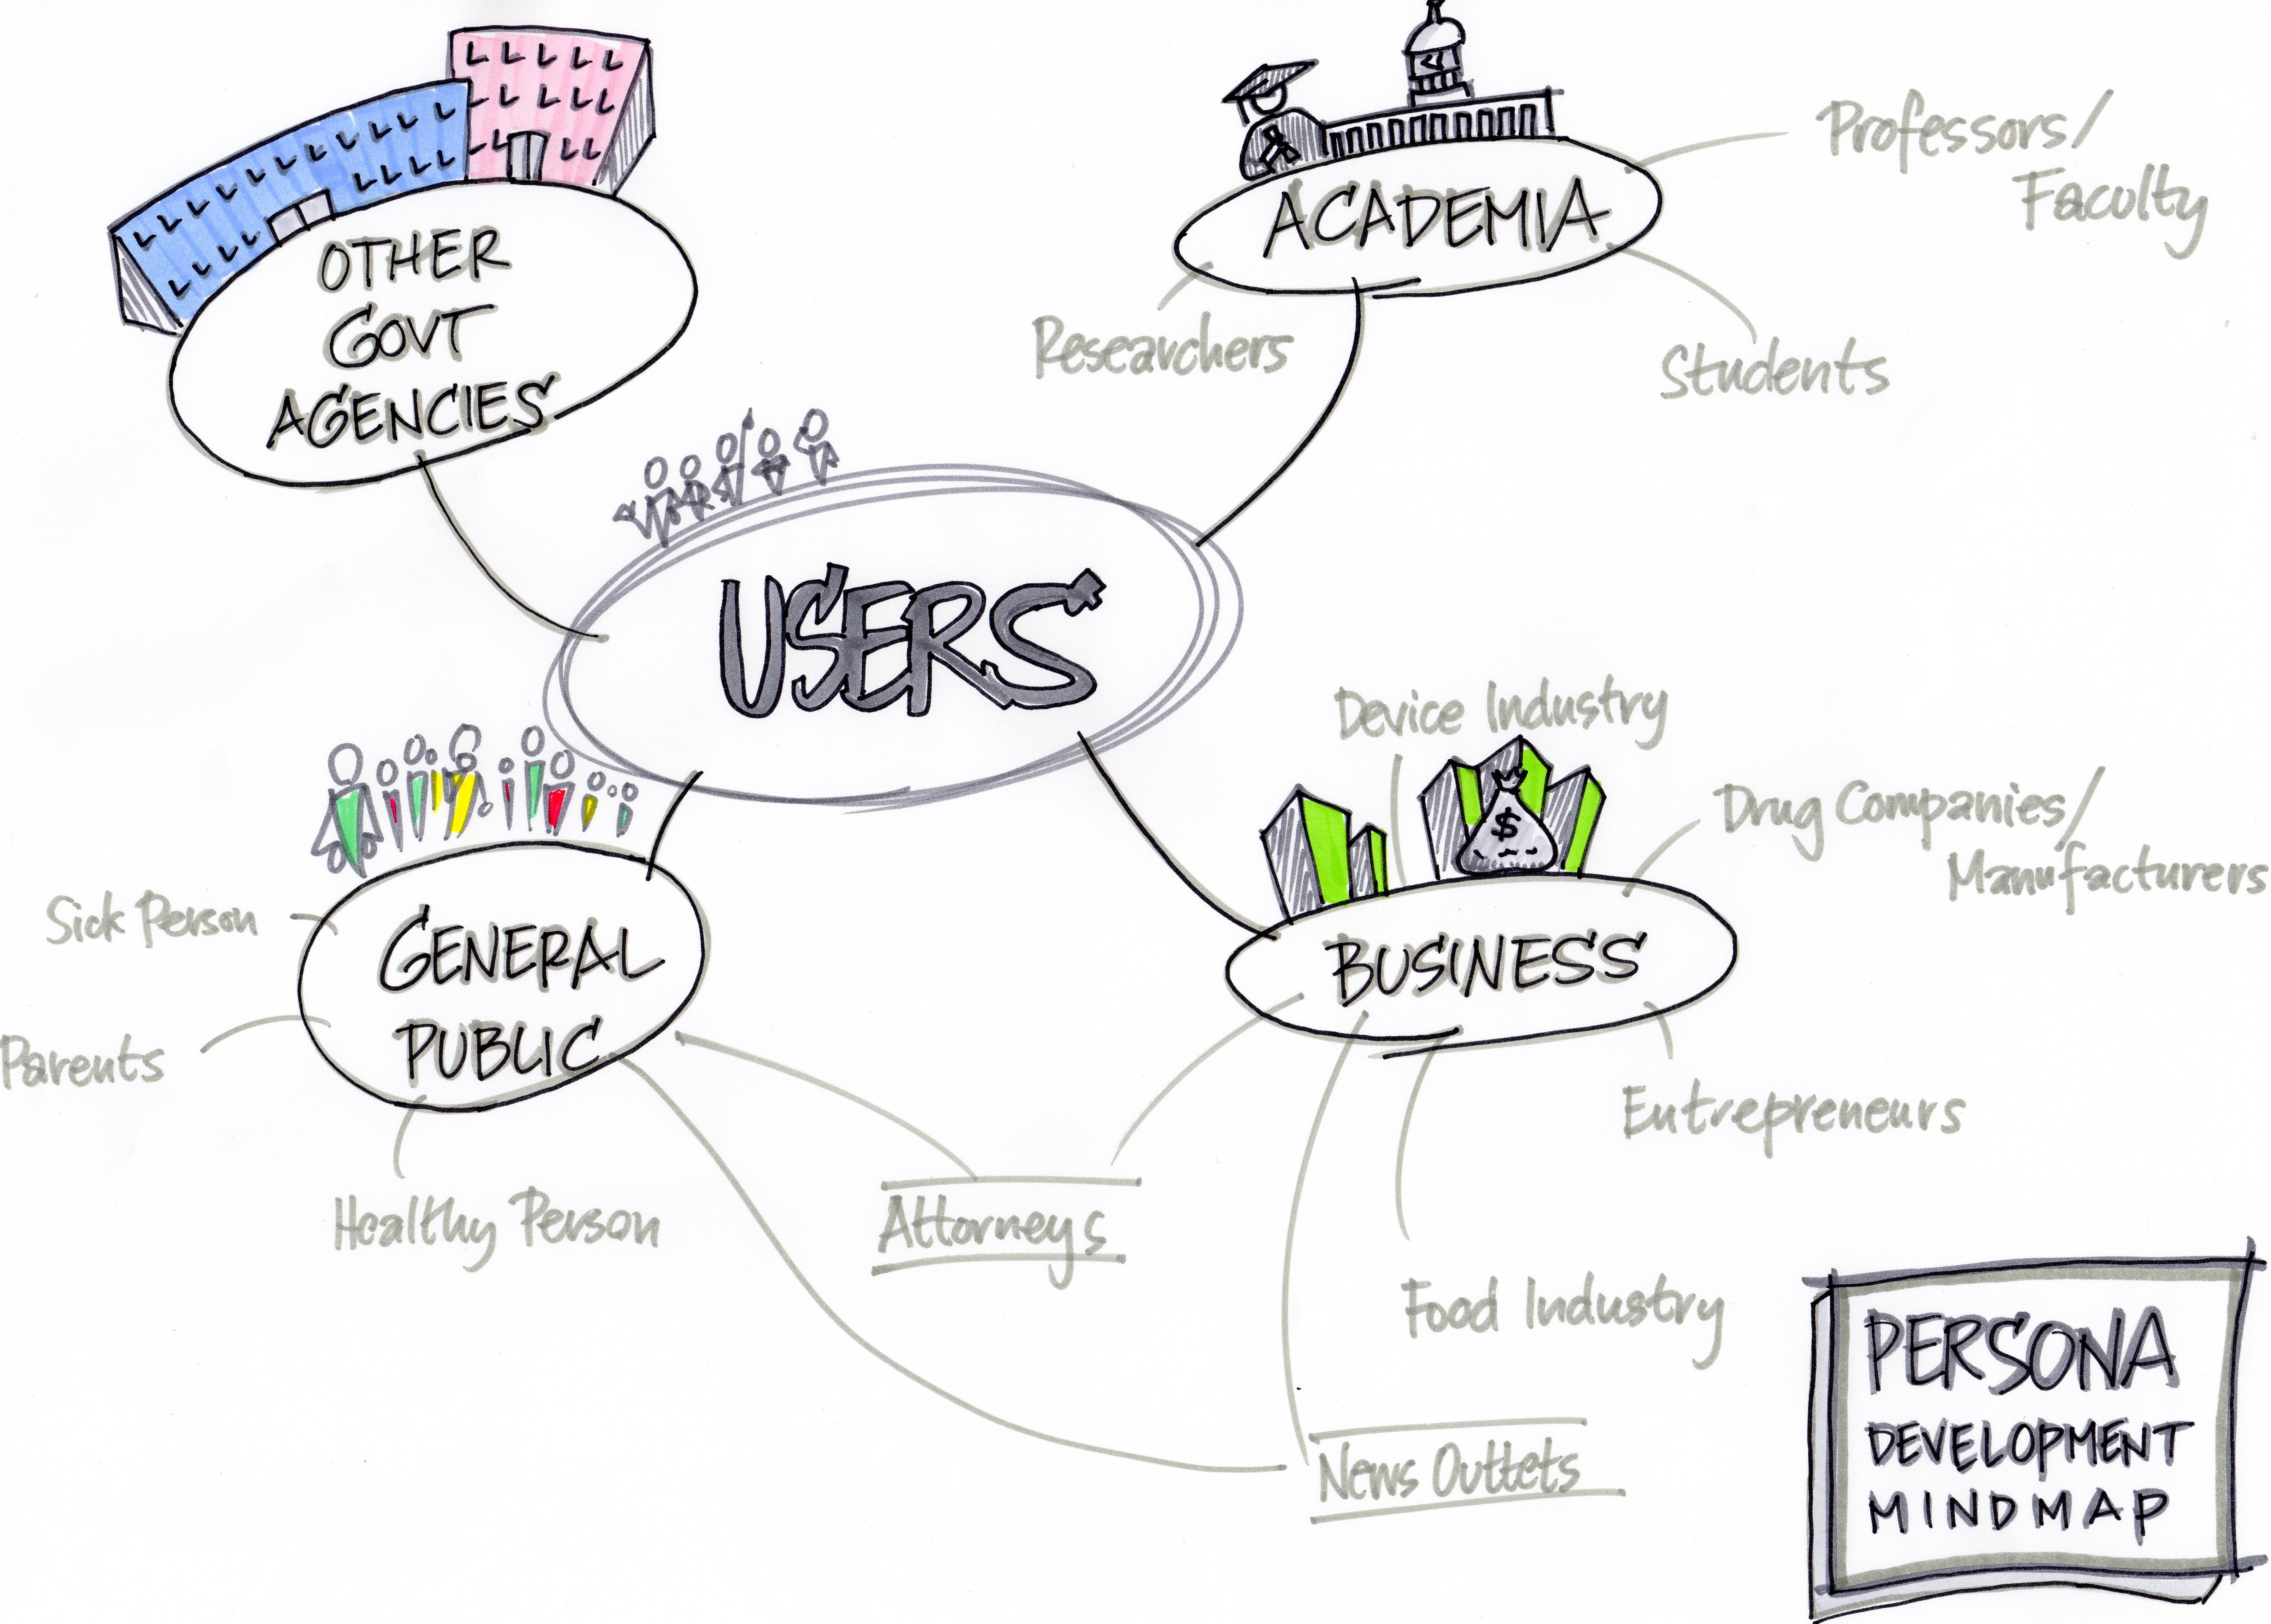 OTHER
GOVT
AGENCIES
ACADEMIA
Professors/
Faculty
Researchers
Students
USERS
Device Industry
Drug Companies/
Manufacturers
$
BUSINESS
Entrepreneurs
Food Industry
Sick Person
GENERAL
PUBLIC
Parents
Healthy Person
Attorneys
News Outlets
PERSONA
DEVELOPMENT
MINDMAP